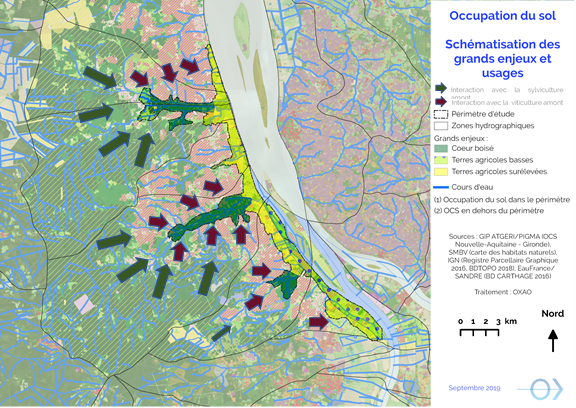 Occupation du sol
Schématisation des
grands enjeux et
usages
Interaction avec la sylviculture
amont
Interaction avec la viticulture amont
Périmètre d'étude
Zones hydrographiques
Grands enjeux :
Coeur boisé
Terres agricoles basses
Terres agricoles surélevées
Cours d'eau
(1) Occupation du sol dans le périmètre
(2) OCS en dehors du périmètre
Sources : GIP ATGERI/PIGMA (OCS
Nouvelle-Aquitaine - Gironde),
SMBV (carte des habitats naturels),
IGN (Registre Parcellaire Graphique
2016, BDTOPO 2018), EauFrance/
SANDRE (BD CARTHAGE 2016)
Traitement : OXAO
0 1 2 3 km
Nord
Septembre 2019